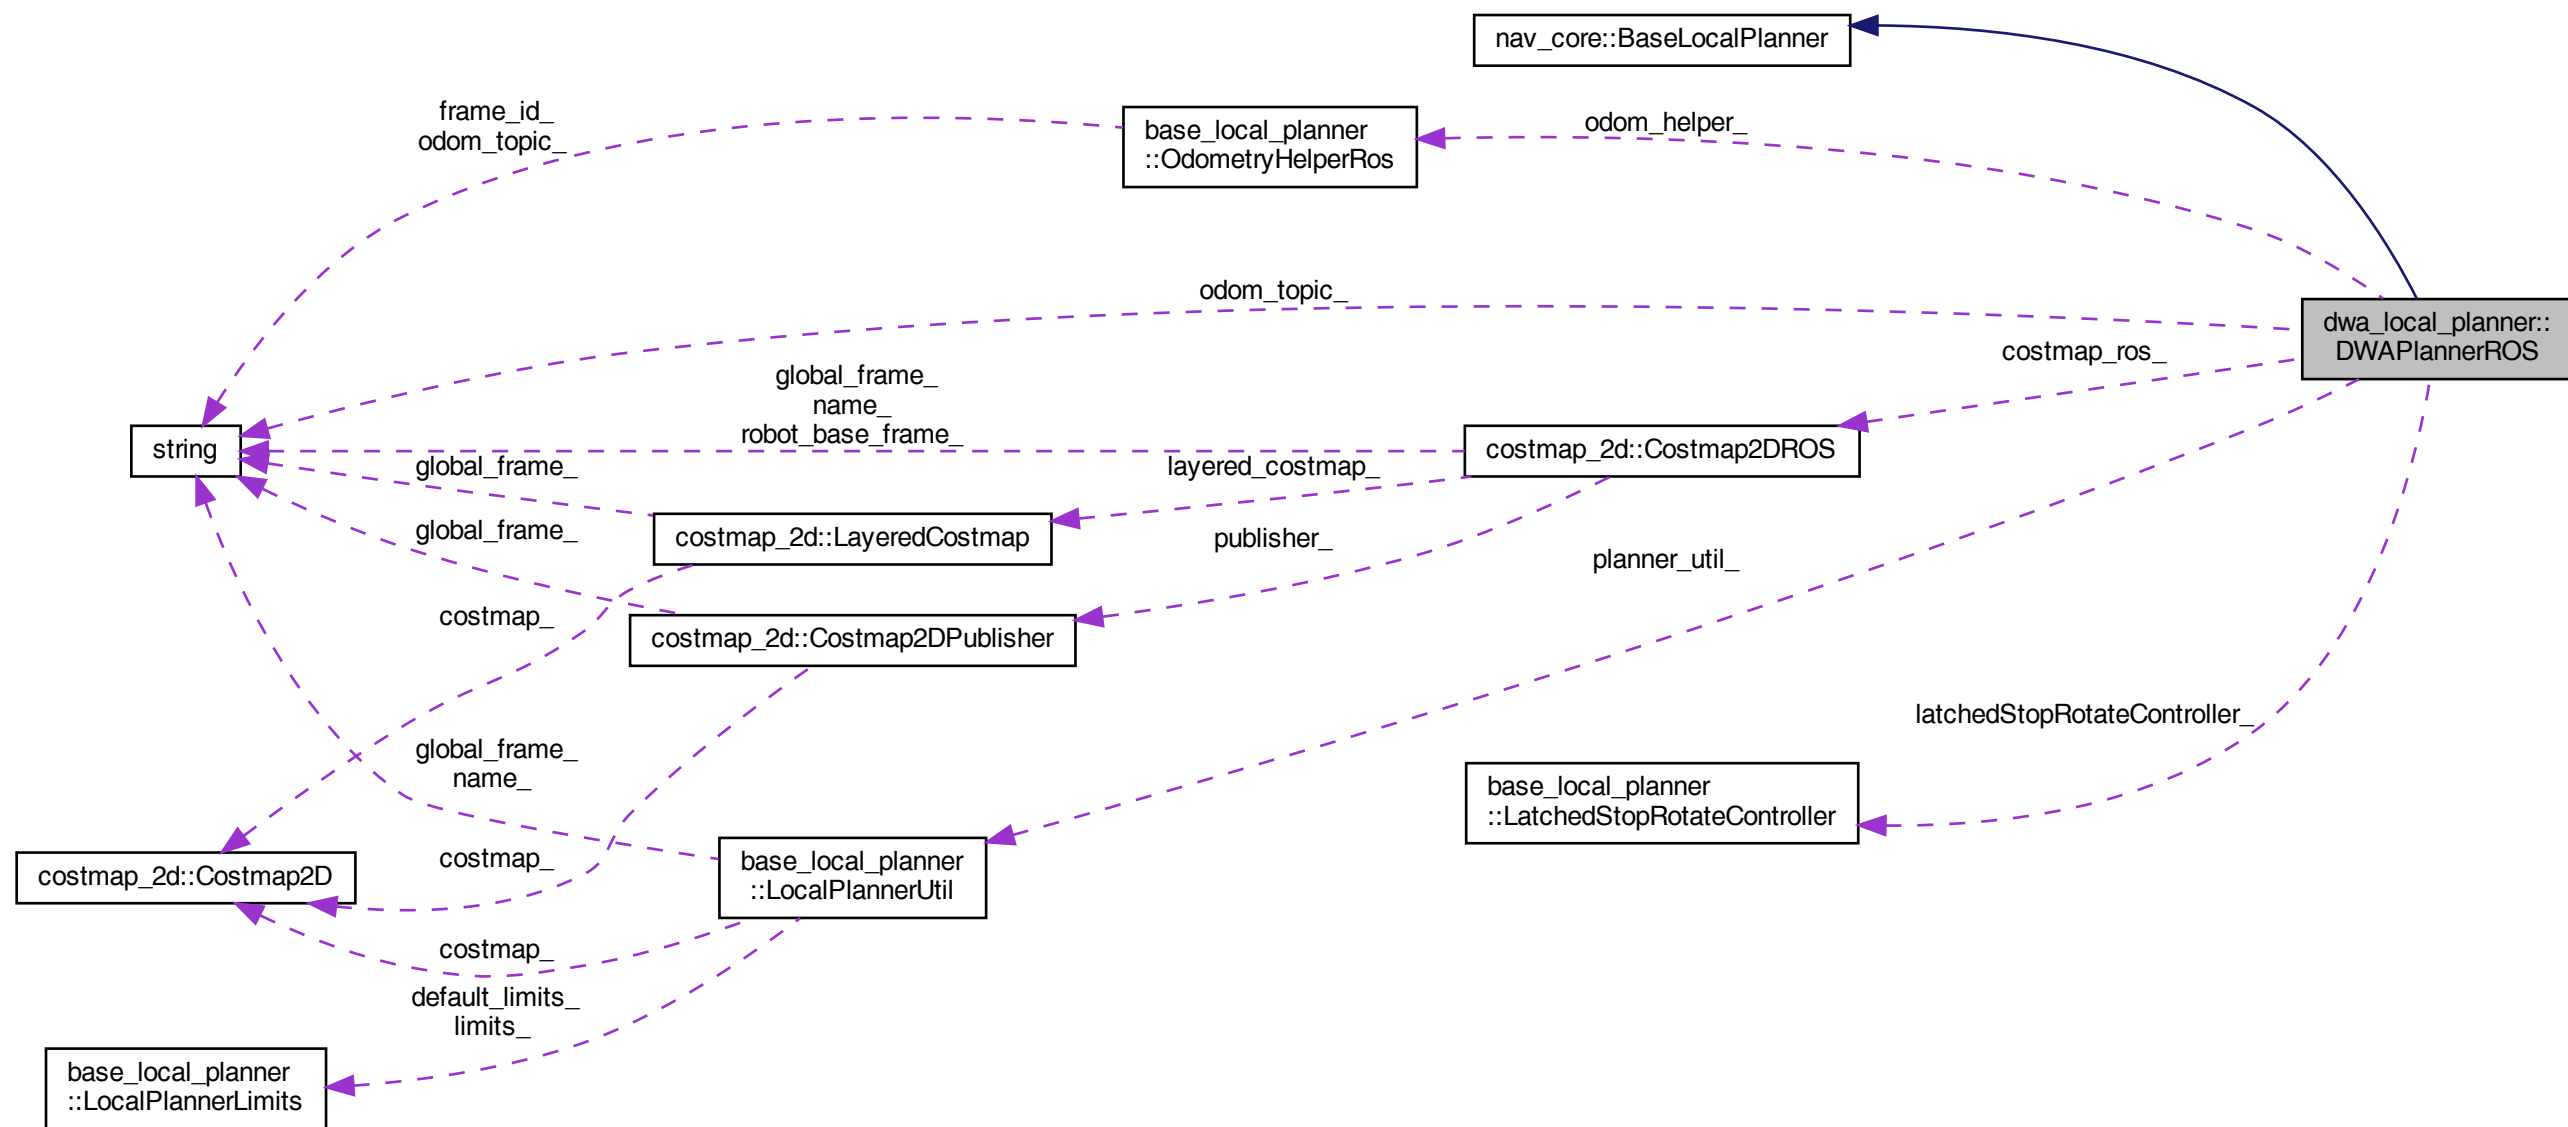 nav_core::BaseLocalPlanner
frame_id_
odom_topic_
base_local_planner
::OdometryHelperRos
odom_helper_
odom_topic_
dwa_local_planner::
DWAPlannerROS
costmap_ros_
global_frame_
name_
robot_base_frame_
string
costmap_2d::Costmap2DROS
global_frame_
layered_costmap_
global_frame_
costmap_2d::LayeredCostmap
publisher_
planner_util_
costmap_
costmap_2d::Costmap2DPublisher
latchedStopRotateController_
global_frame_
name_
base_local_planner
::LatchedStopRotateController
costmap_2d::Costmap2D
costmap_
base_local_planner
::LocalPlannerUtil
costmap_
default_limits_
limits_
base_local_planner
::LocalPlannerLimits